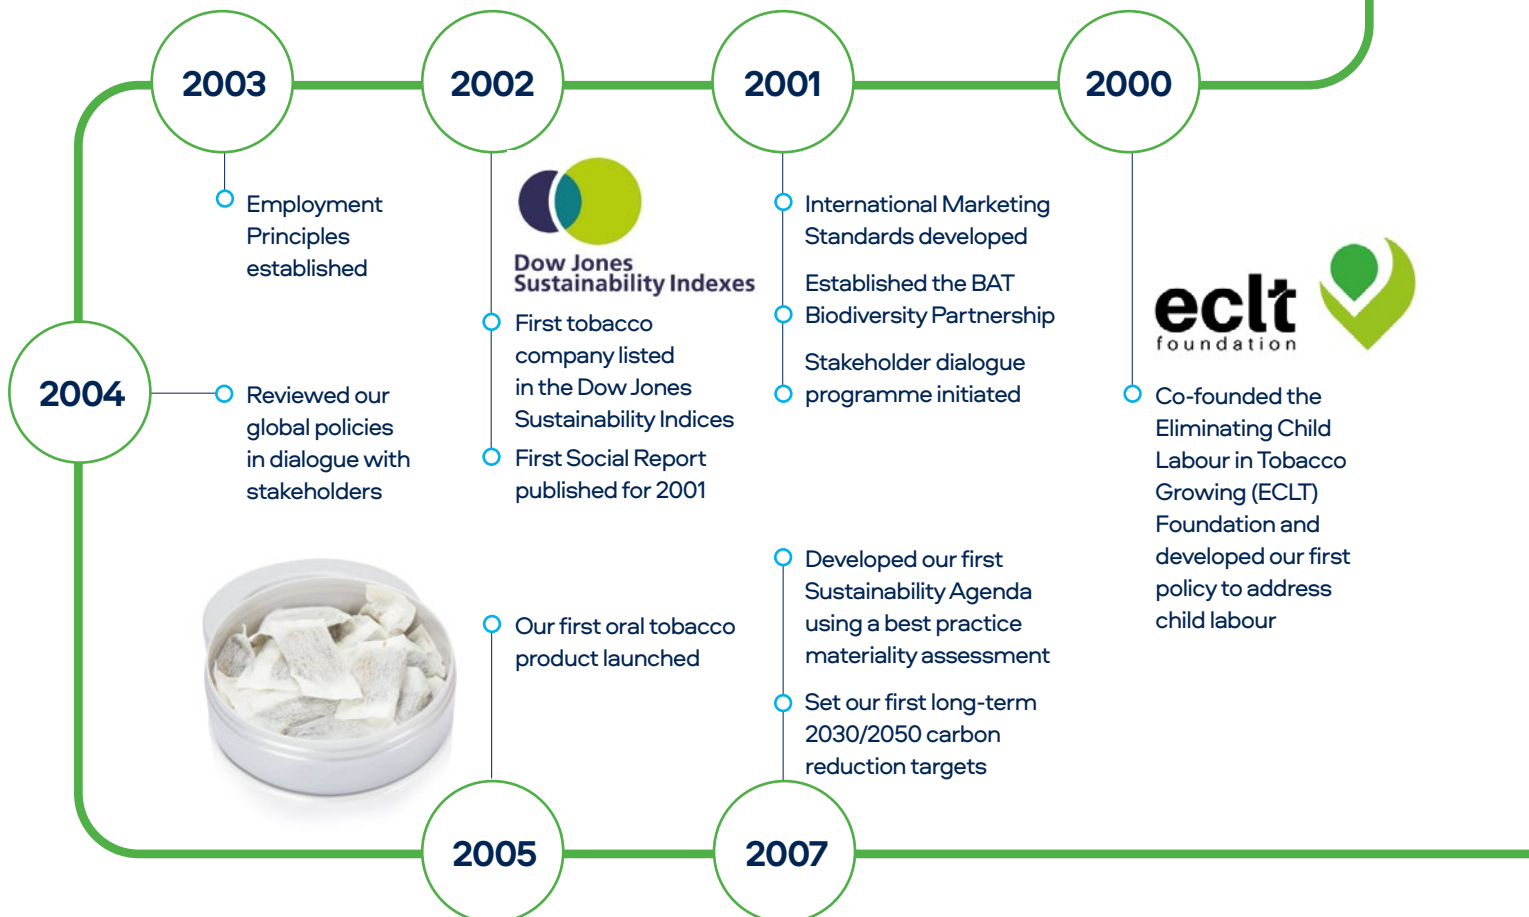 2003
2002
2001
2000
Employment
Principles
established
Dow Jones
Sustainability Indexes
First tobacco
company listed
in the Dow Jones
Sustainability Indices
First Social Report
published for 2001
International Marketing
Standards developed
Established the BAT
Biodiversity Partnership
Stakeholder dialogue
programme initiated
eclt
foundation
Co-founded the
Eliminating Child
Labour in Tobacco
Growing (ECLT)
Foundation and
developed our first
policy to address
child labour
2004
Reviewed our
global policies
in dialogue with
stakeholders
Our first oral tobacco
product launched
Developed our first
Sustainability Agenda
using a best practice
materiality assessment
Set our first long-term
2030/2050 carbon
reduction targets
2005
2007